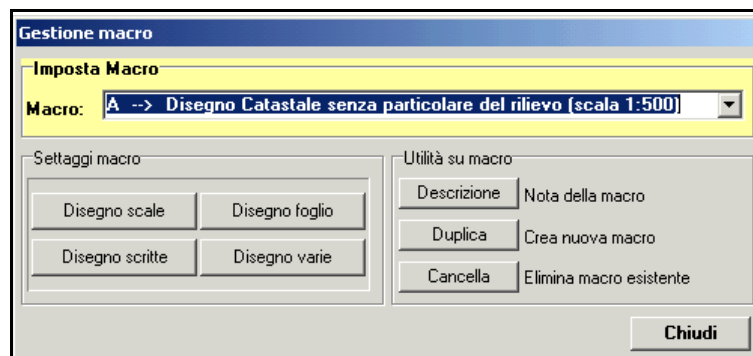 Gestione macro
Imposta Macro
Macro: A --> Disegno Catastale senza particolare del rilievo (scala 1:500)
Settaggi macro
Disegno scale Disegno foglio
Disegno scritte Disegno varie
Utilità su macro
Descrizione Nota della macro
Duplica Crea nuova macro
Cancella Elimina macro esistente
Chiudi